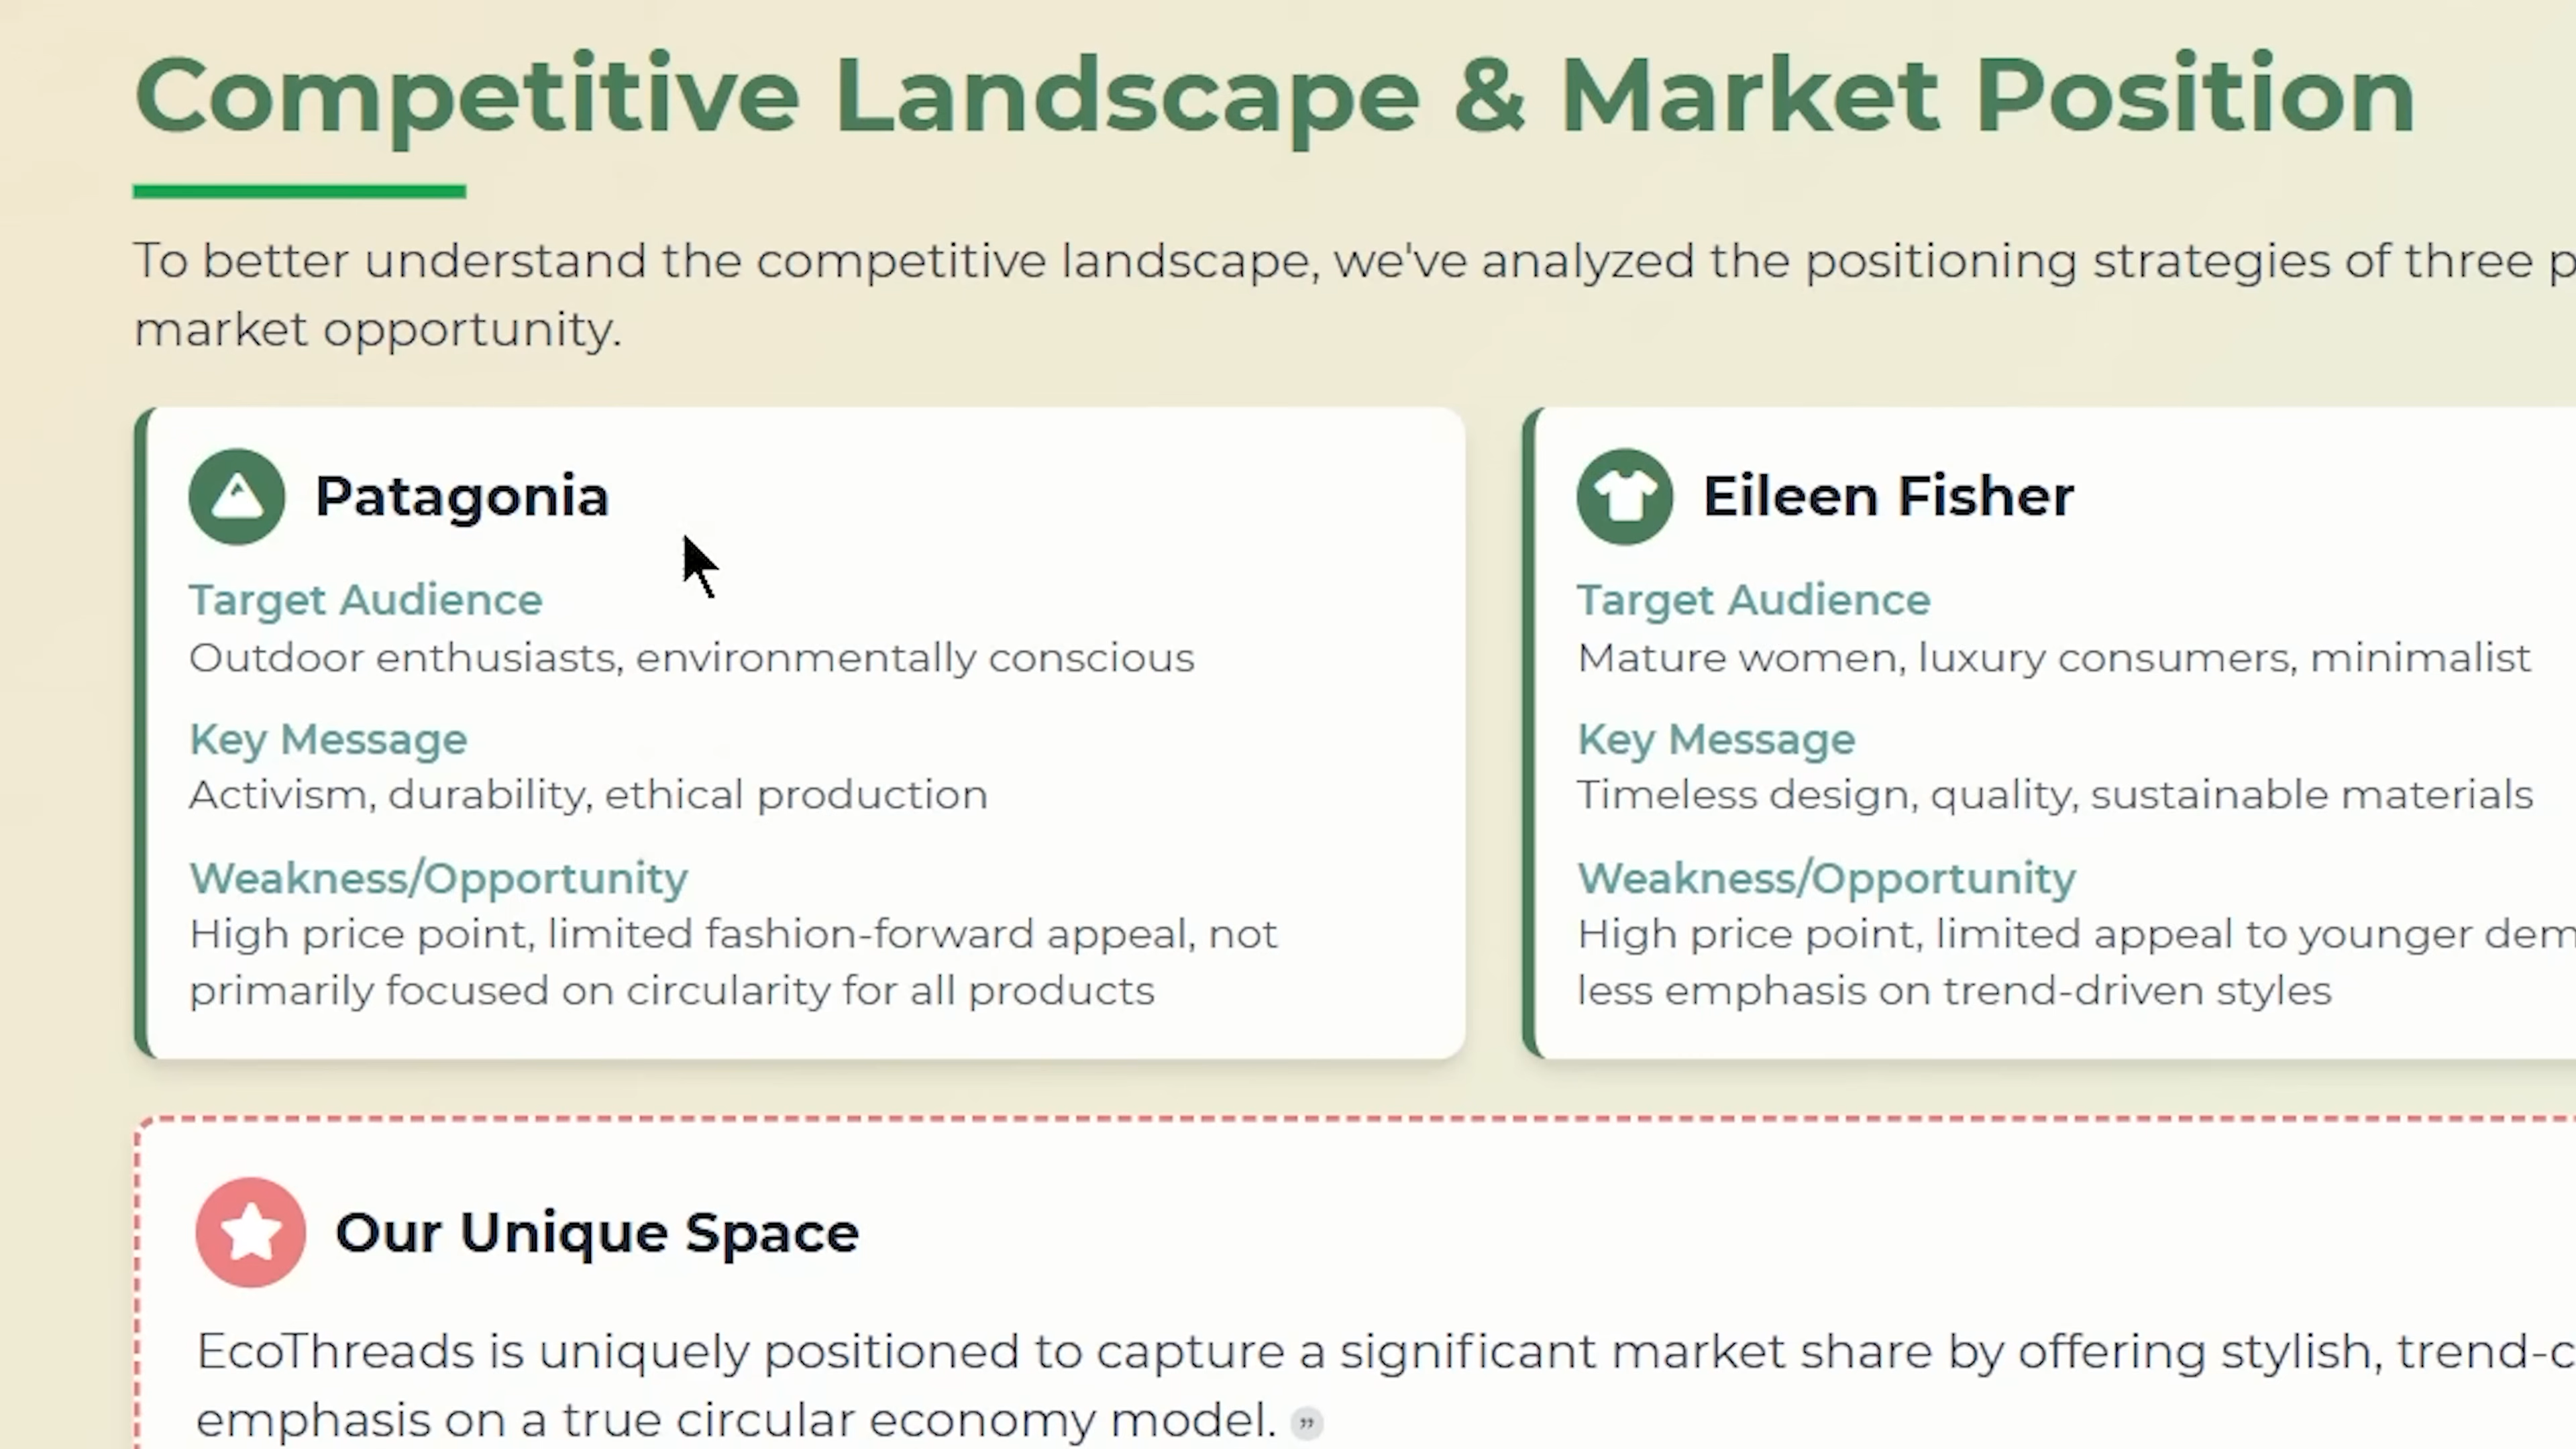 Competitive Landscape & Market Position
To better understand the competitive landscape, we've analyzed the positioning strategies of three
market opportunity.
Patagonia
Target Audience
Outdoor enthusiasts, environmentally conscious
Key Message
Activism, durability, ethical production
Weakness/Opportunity
High price point, limited fashion-forward appeal, not
primarily focused on circularity for all products
Eileen Fisher
Target Audience
Mature women, luxury consumers, minimalist
Key Message
Timeless design, quality, sustainable materials
Weakness/Opportunity
High price point, limited appeal to younger
less emphasis on trend-driven styles
Our Unique Space
EcoThreads is uniquely positioned to capture a significant market share by offering stylish,
emphasis on a true circular economy model.